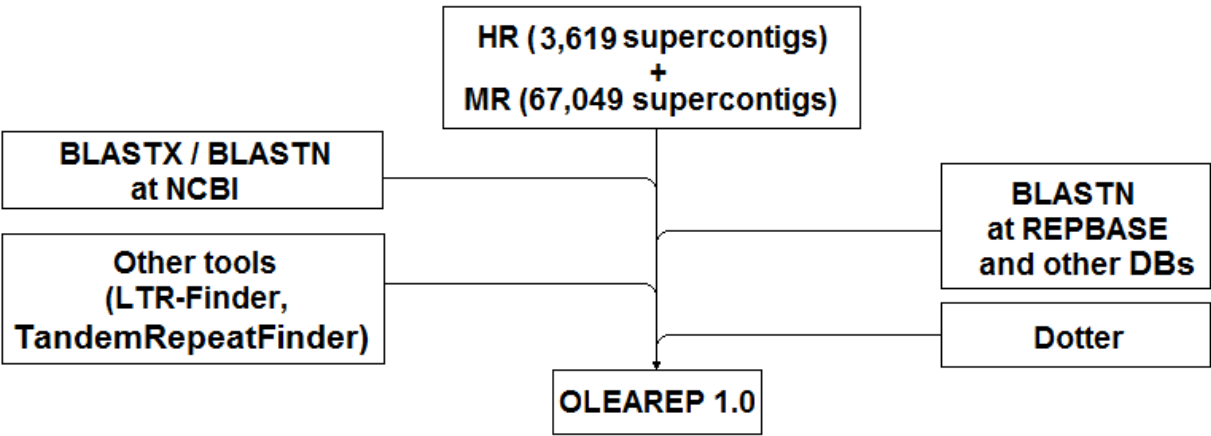 HR (3,619 supercontigs)
+
MR (67,049 supercontigs)
BLASTX / BLASTN
at NCBI
BLASTN
at REPBASE
and other DBs
Other tools
(LTR-Finder,
TandemRepeatFinder)
Dotter
OLEAREP 1.0